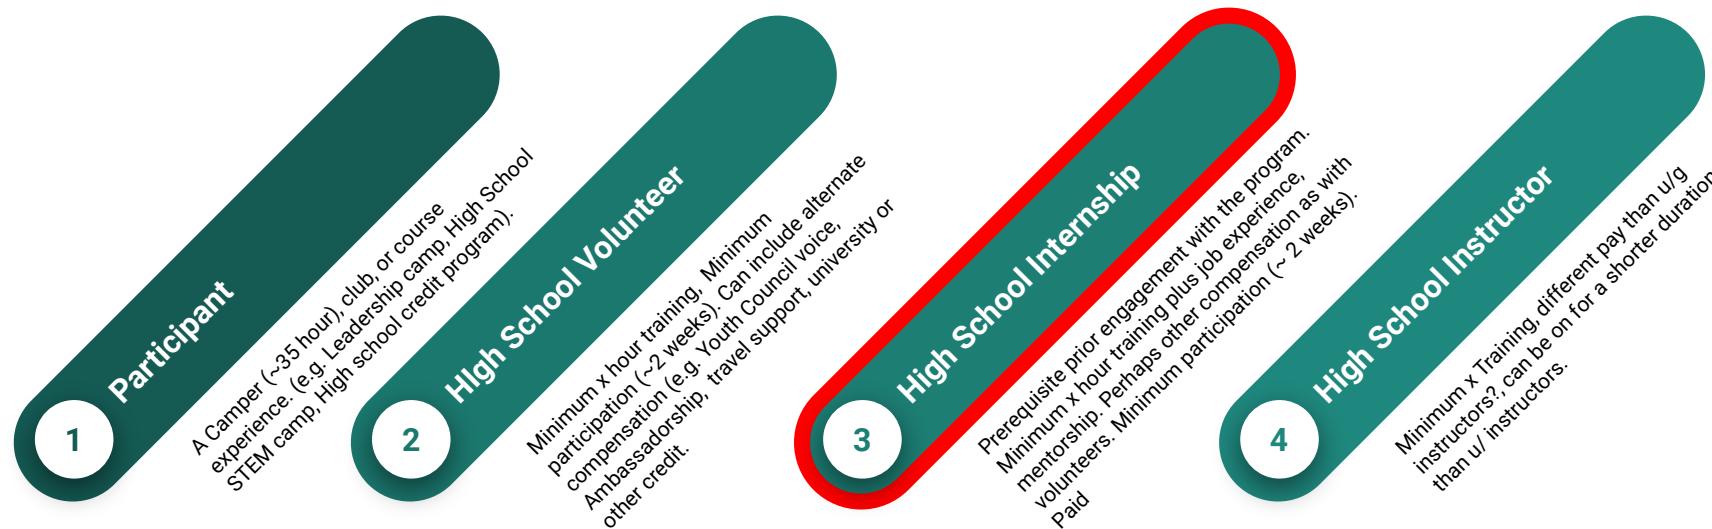 1
Participant
A Camper (~35 hour), club, or course
experience. (e.g. Leadership camp, High School
STEM camp, High school credit program).
2
HIgh School Volunteer
Minimum x hour training, Minimum
participation (~2 weeks). Can include alternate
compensation (e.g. Youth Council voice,
Ambassadorship, travel support, university or
other credit.
3
High School Internship
Prerequisite prior engagement with the program.
Minimum x hour training plus job experience,
mentorship. Perhaps other compensation as with
volunteers. Minimum participation (~ 2 weeks).
Paid
4
High School Instructor
Minimum x Training, different pay than u/g
instructors?, can be on for a shorter duration
than u/ instructors.